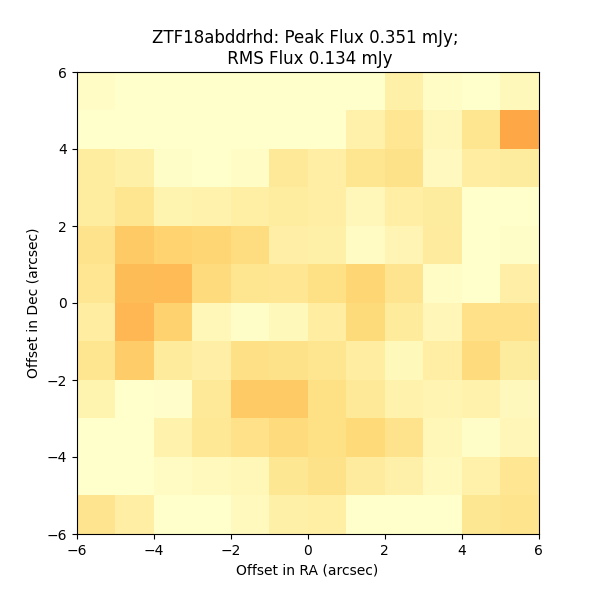 ZTF18abddrhd: Peak Flux 0.351 mJy;
RMS Flux 0.134 mJy
6
4
2
0
−2
−4
−6
Offset in Dec (arcsec)
−6 −4 −2 0 2 4 6
Offset in RA (arcsec)